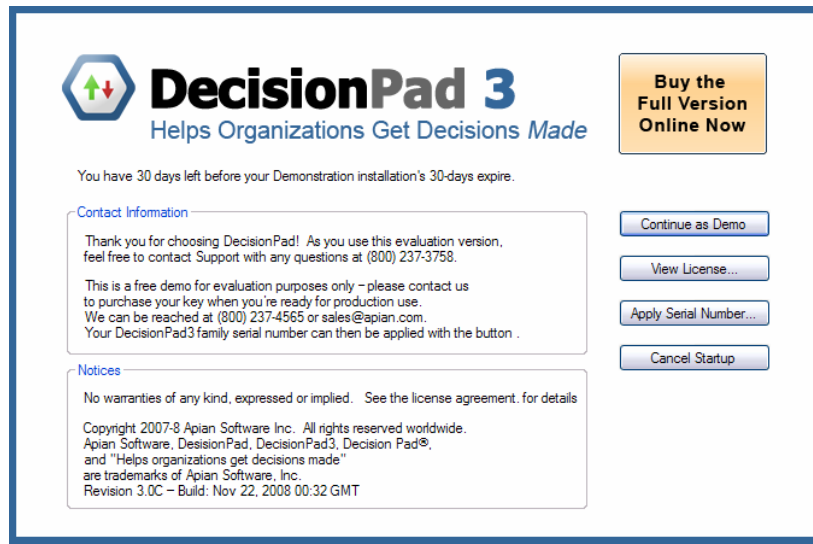 DecisionPad 3
Helps Organizations Get Decisions Made
Buy the
Full Version
Online Now
You have 30 days left before your Demonstration installation's 30-days expire.
Contact Information
Thank you for choosing DecisionPad!  As you use this evaluation version,
feel free to contact Support with any questions at (800) 237-3758.
This is a free demo for evaluation purposes only – please contact us
to purchase your key when you're ready for production use.
We can be reached at (800) 237-4565 or sales@apian.com.
Your DecisionPad3 family serial number can then be applied with the button .
Continue as Demo
View License...
Apply Serial Number...
Cancel Startup
Notices
No warranties of any kind, expressed or implied.   See the license agreement. for details
Copyright 2007-8 Apian Software Inc.  All rights reserved worldwide.
Apian Software, DesisionPad, DecisionPad3, Decision Pad®,
and "Helps organizations get decisions made"
are trademarks of Apian Software, Inc.
Revision 3.0C – Build: Nov 22, 2008 00:32 GMT